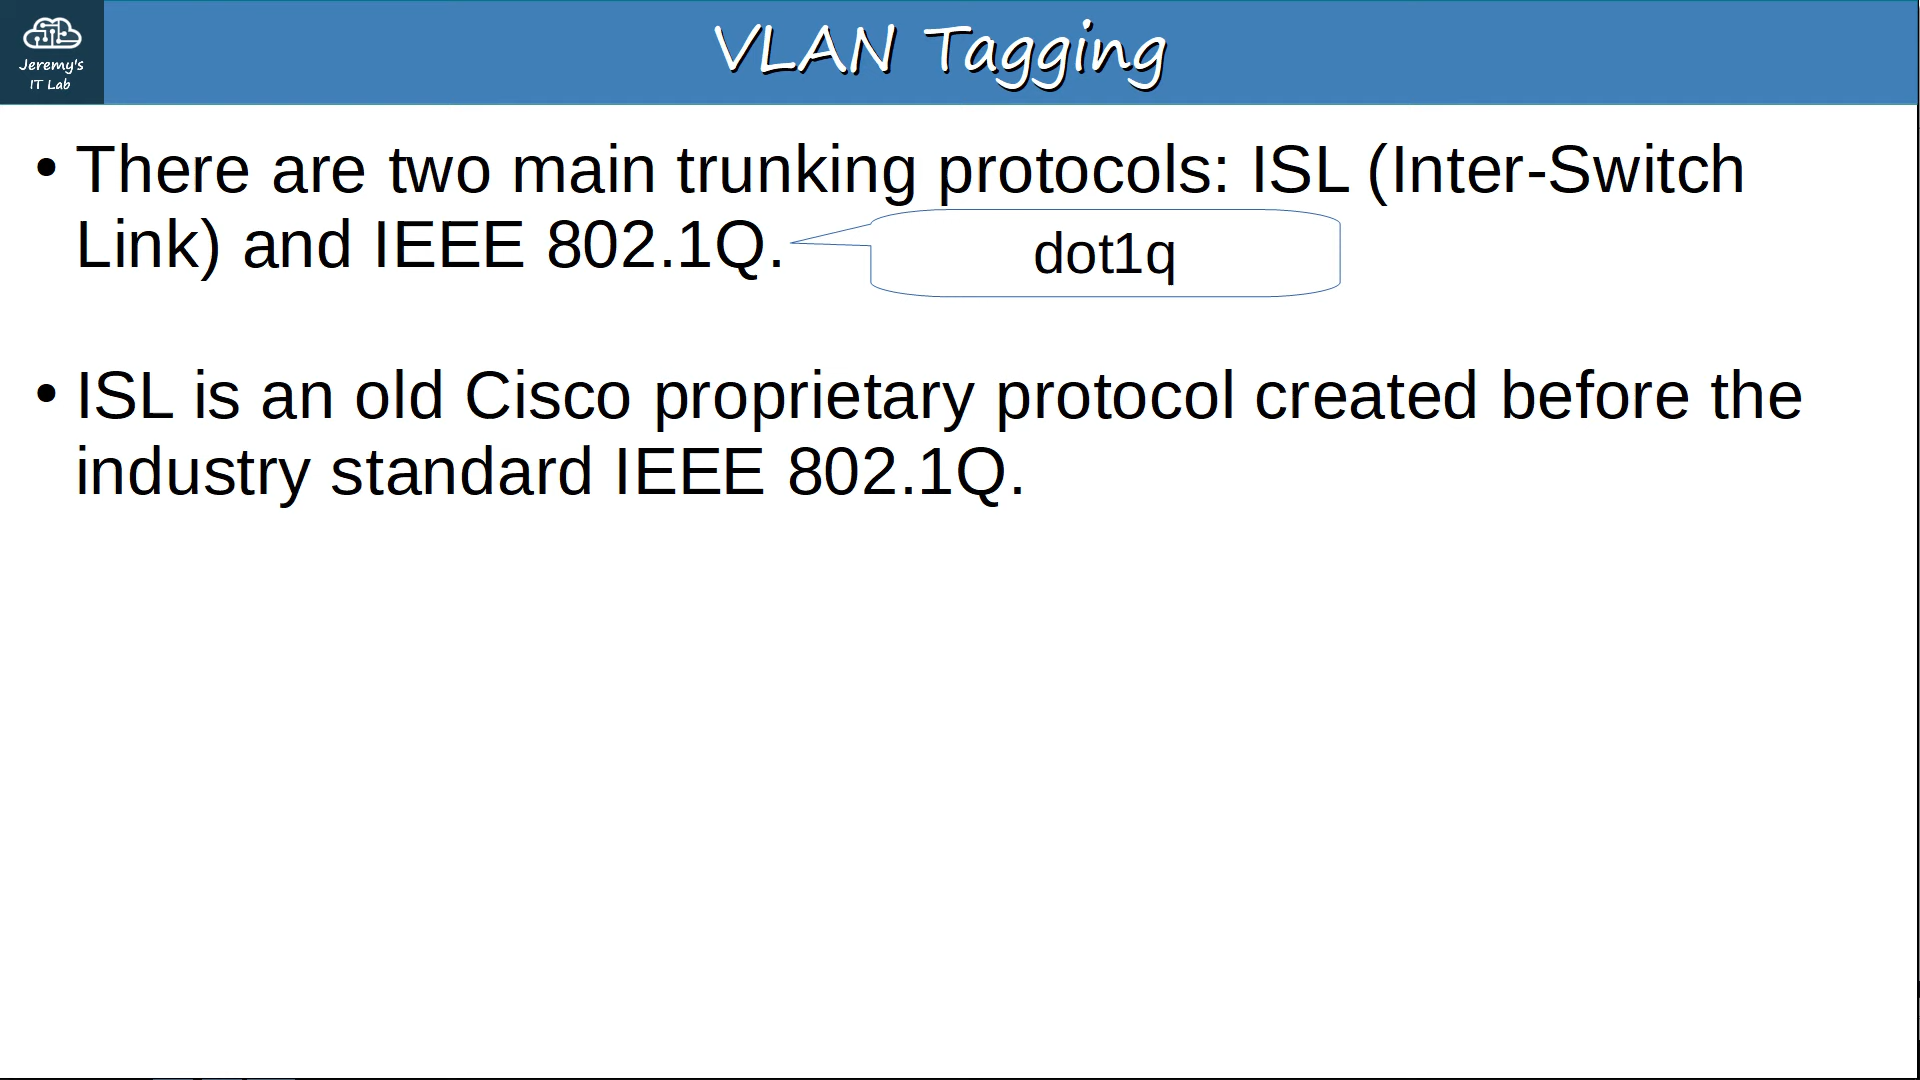 Jeremy's
IT Lab
VLAN Tagging
• There are two main trunking protocols: ISL (Inter-Switch
Link) and IEEE 802.1Q.
dot1q
• ISL is an old Cisco proprietary protocol created before the
industry standard IEEE 802.1Q.